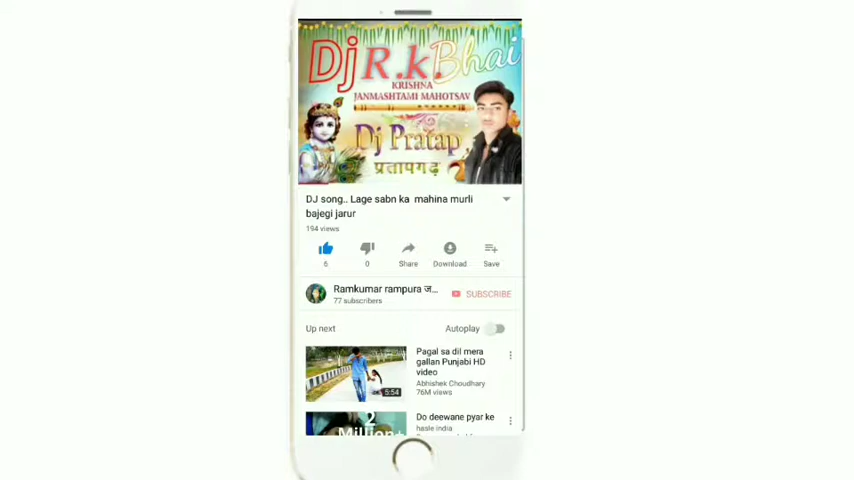 Dj R.k. Bhai
KRISHNA
JANMASHTAMI MAHOTSAV
Dj Pratap
प्रतापगढ़
DJ song.. Lage sabn ka mahina murli
bajegi jarur
194 views
6
0
Share
Download
Save
Ramkumar rampura ज...
77 subscribers
SUBSCRIBE
Up next
Autoplay
Pagal sa dil mera
gallan Punjabi HD
video
Abhishek Choudhary
76M views
5:54
Do deewane pyar ke
hasle india
2
Million+